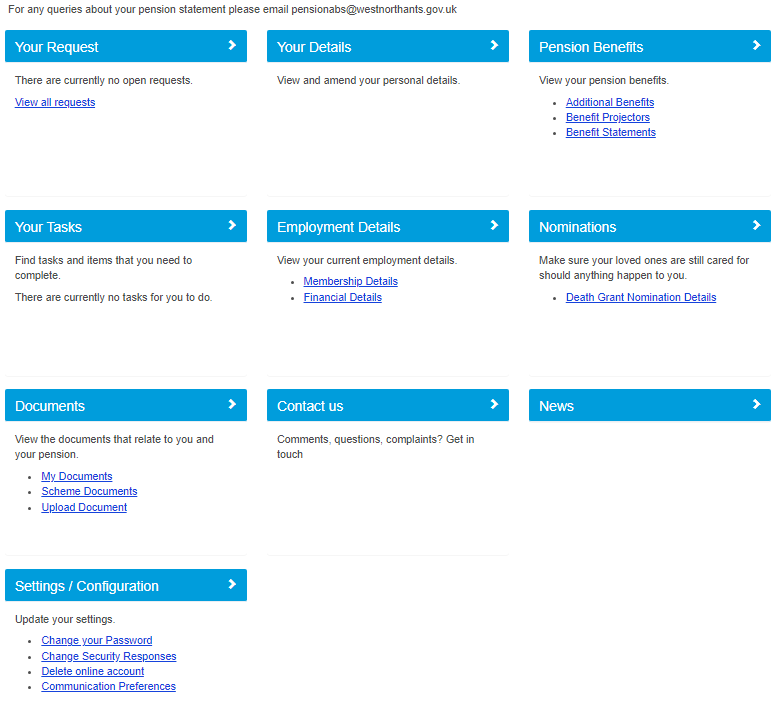 For any queries about your pension statement please email pensionabs@westnorthants.gov.uk
Your Request
There are currently no open requests.
View all requests
Your Details
View and amend your personal details.
Pension Benefits
View your pension benefits.
Additional Benefits
Benefit Projectors
Benefit Statements
Your Tasks
Find tasks and items that you need to
complete.
There are currently no tasks for you to do.
Employment Details
View your current employment details.
Membership Details
Financial Details
Nominations
Make sure your loved ones are still cared for
should anything happen to you.
Death Grant Nomination Details
Documents
View the documents that relate to you and
your pension.
My Documents
Scheme Documents
Upload Document
Contact us
Comments, questions, complaints? Get in
touch
News
Settings / Configuration
Update your settings.
Change your Password
Change Security Responses
Delete online account
Communication Preferences